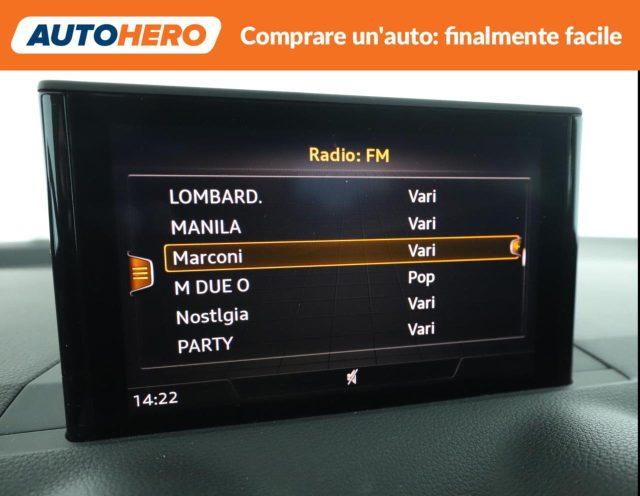 AUTOHERO Comprare un'auto: finalmente facile
Radio: FM
LOMBARD. Vari
MANILA Vari
Marconi Vari
M DUE O Pop
Nostlgia Vari
PARTY Vari
14:22